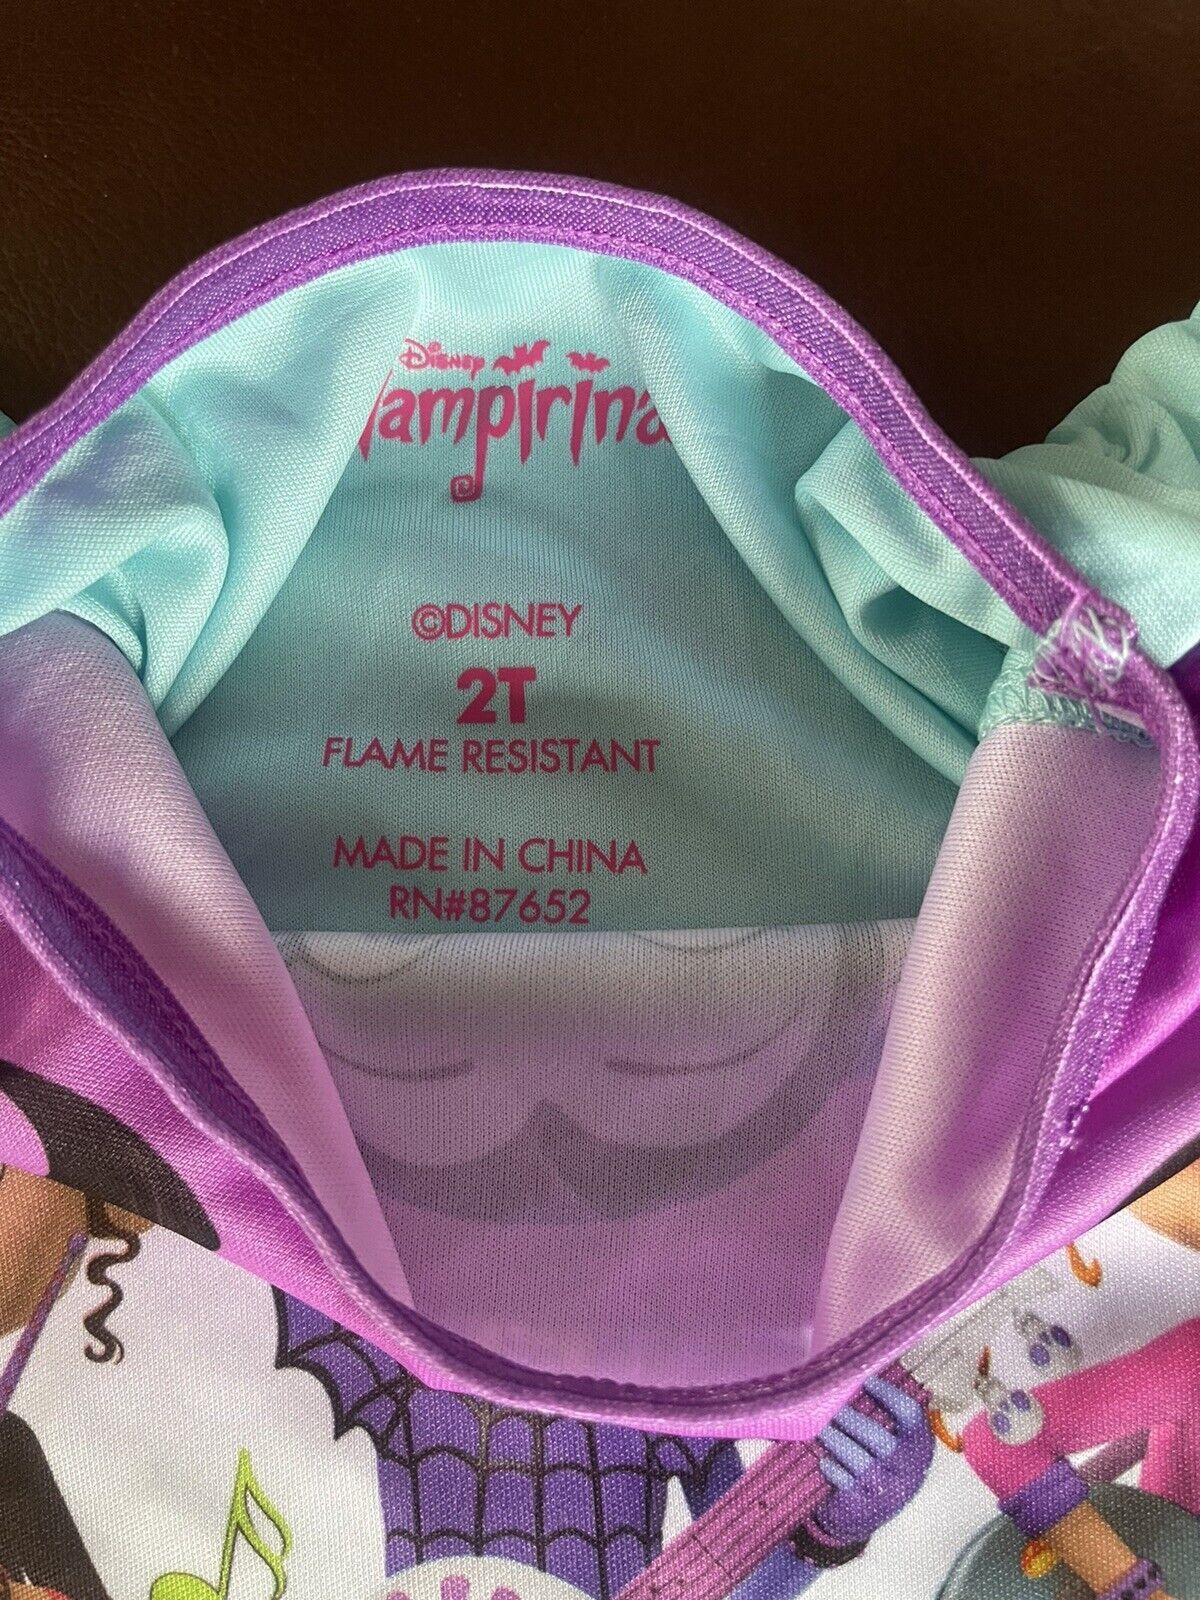 Disney
Vampirina
©DISNEY
2T
FLAME RESISTANT
MADE IN CHINA
RN#87652